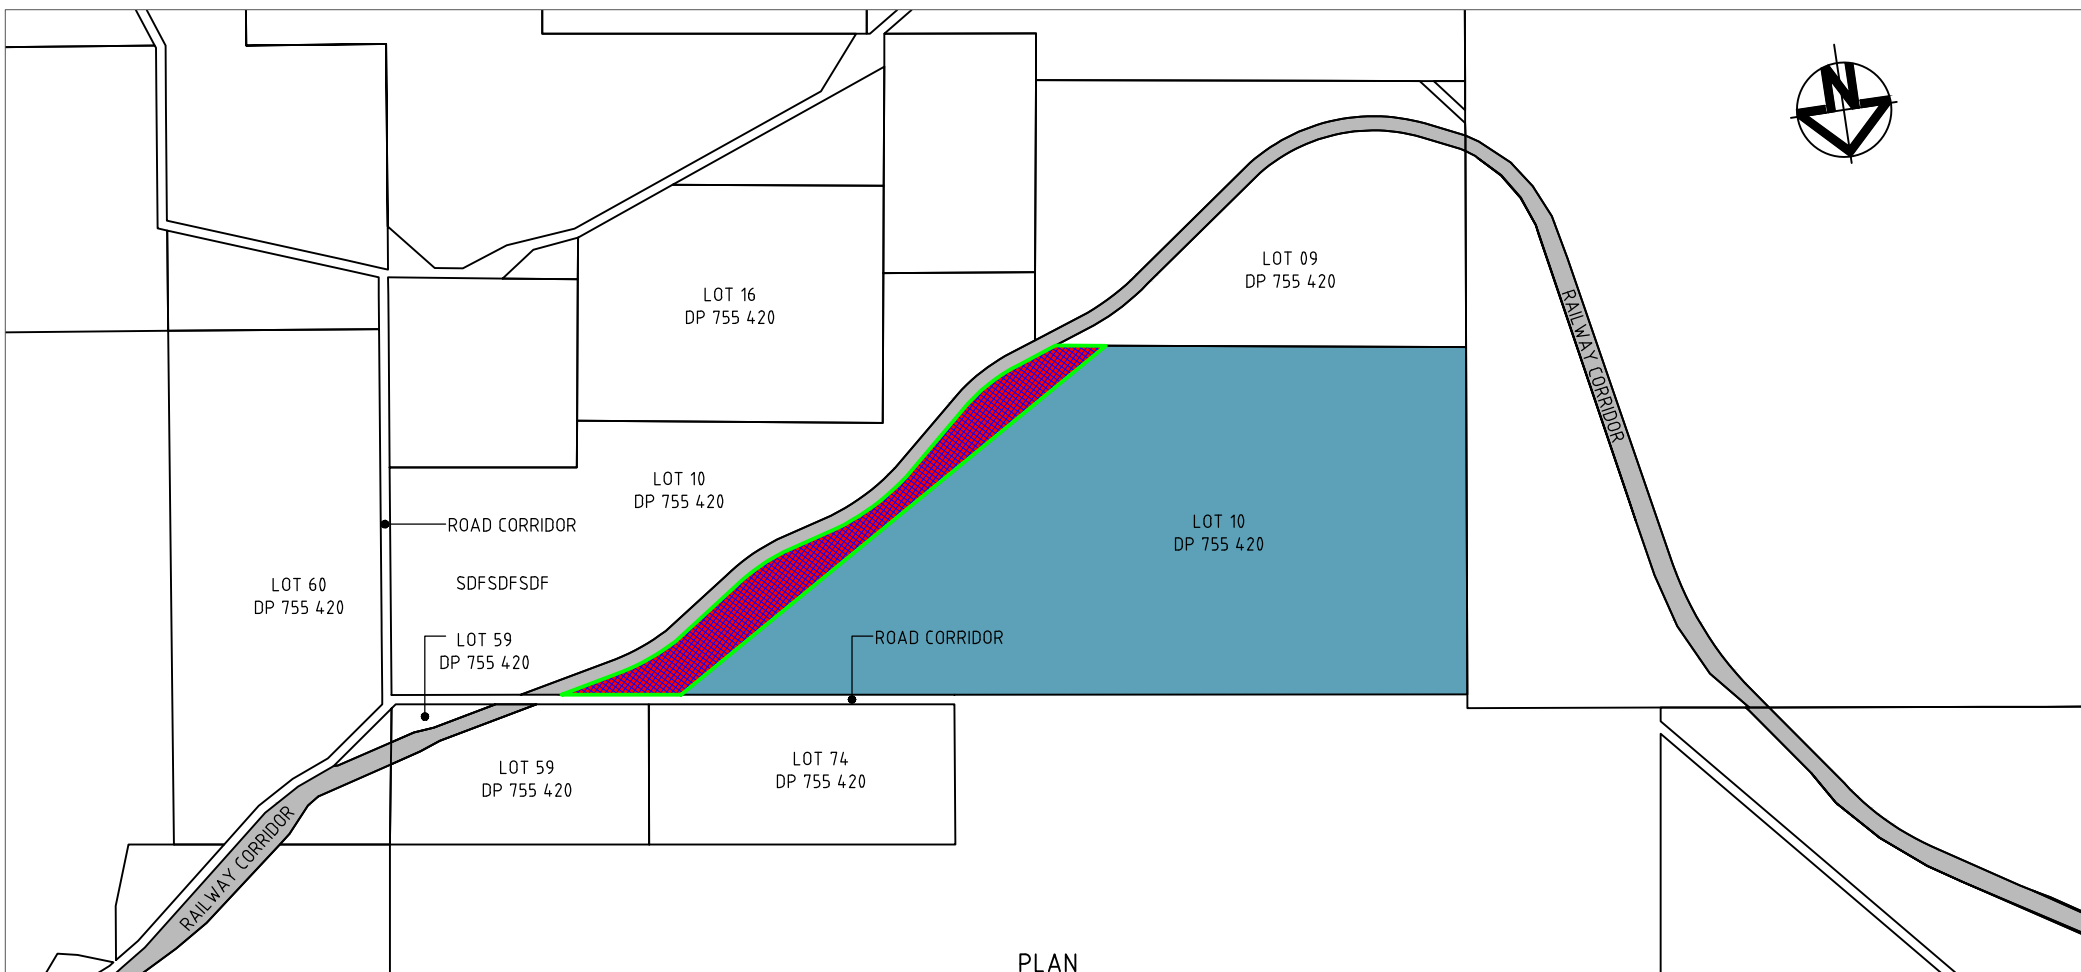 N
LOT 09
DP 755 420
LOT 16
DP 755 420
RAILWAY CORRIDOR
LOT 10
DP 755 420
ROAD CORRIDOR
LOT 10
DP 755 420
SDFSDFSDF
LOT 60
DP 755 420
LOT 59
DP 755 420
ROAD CORRIDOR
LOT 59
DP 755 420
LOT 74
DP 755 420
RAILWAY CORRIDOR
PLAN